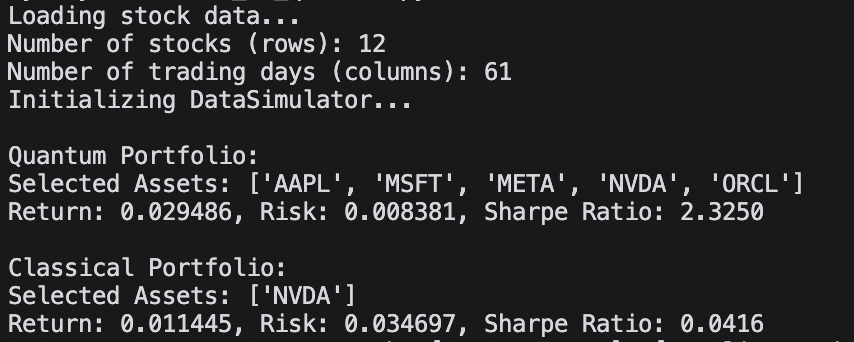 Loading stock data...
Number of stocks (rows): 12
Number of trading days (columns): 61
Initializing DataSimulator...
Quantum Portfolio:
Selected Assets: ['AAPL', 'MSFT', 'META', 'NVDA', 'ORCL']
Return: 0.029486, Risk: 0.008381, Sharpe Ratio: 2.3250
Classical Portfolio:
Selected Assets: ['NVDA']
Return: 0.011445, Risk: 0.034697, Sharpe Ratio: 0.0416